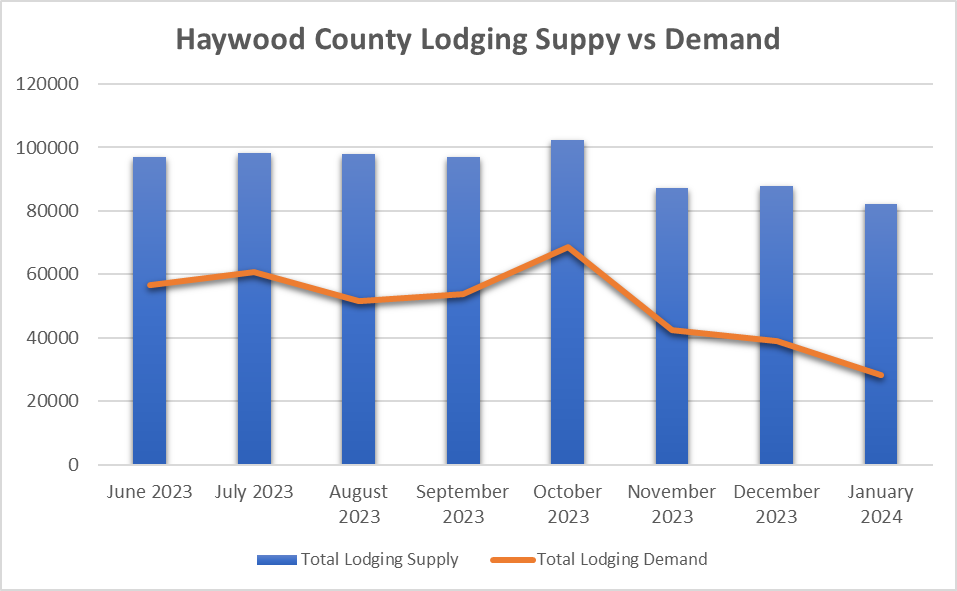 Haywood County Lodging Suppy vs Demand
120000
100000
80000
60000
40000
20000
0
June 2023 July 2023 August September October November December January
2023 2023 2023 2023 2023 2024
Total Lodging Supply Total Lodging Demand